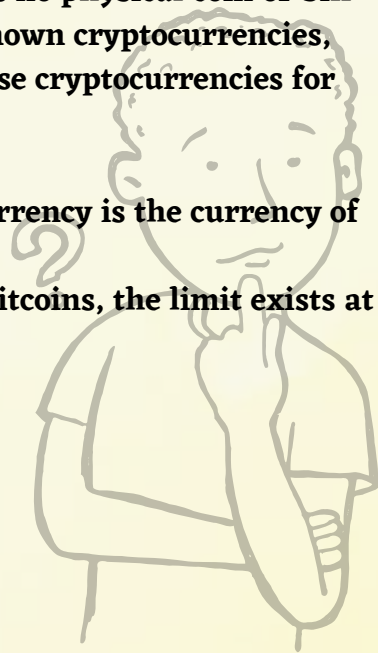 no physical coin or bill
nown cryptocurrencies,
se cryptocurrencies for
rrency is the currency of
itcoins, the limit exists at
?